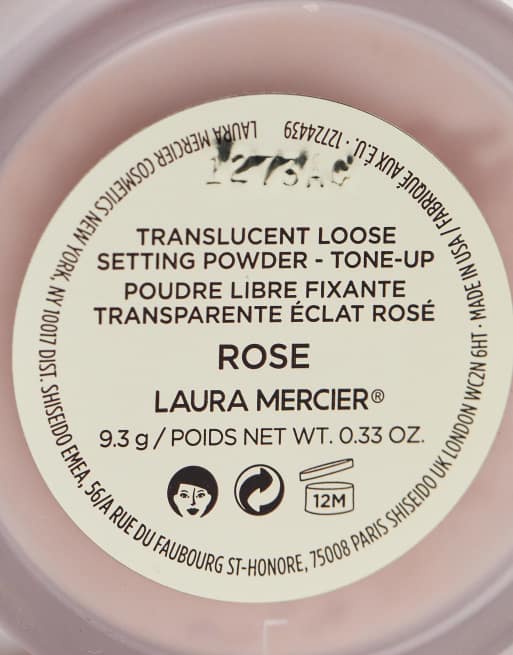 1273AG
TRANSLUCENT LOOSE
SETTING POWDER - TONE-UP
POUDRE LIBRE FIXANTE
TRANSPARENTE ÉCLAT ROSÉ
ROSE
LAURA MERCIER®
9.3 g / POIDS NET WT. 0.33 OZ.
12M
LAURA MERCIER COSMETICS NEW YORK, NY 10017 DIST. SHISEIDO EMEA, 56/A RUE DU FAUBOURG ST-HONORE, 75008 PARIS SHISEIDO UK LONDON WC2N 6HT · MADE IN USA / FABRIQUÉ AUX É.U. · 12724439